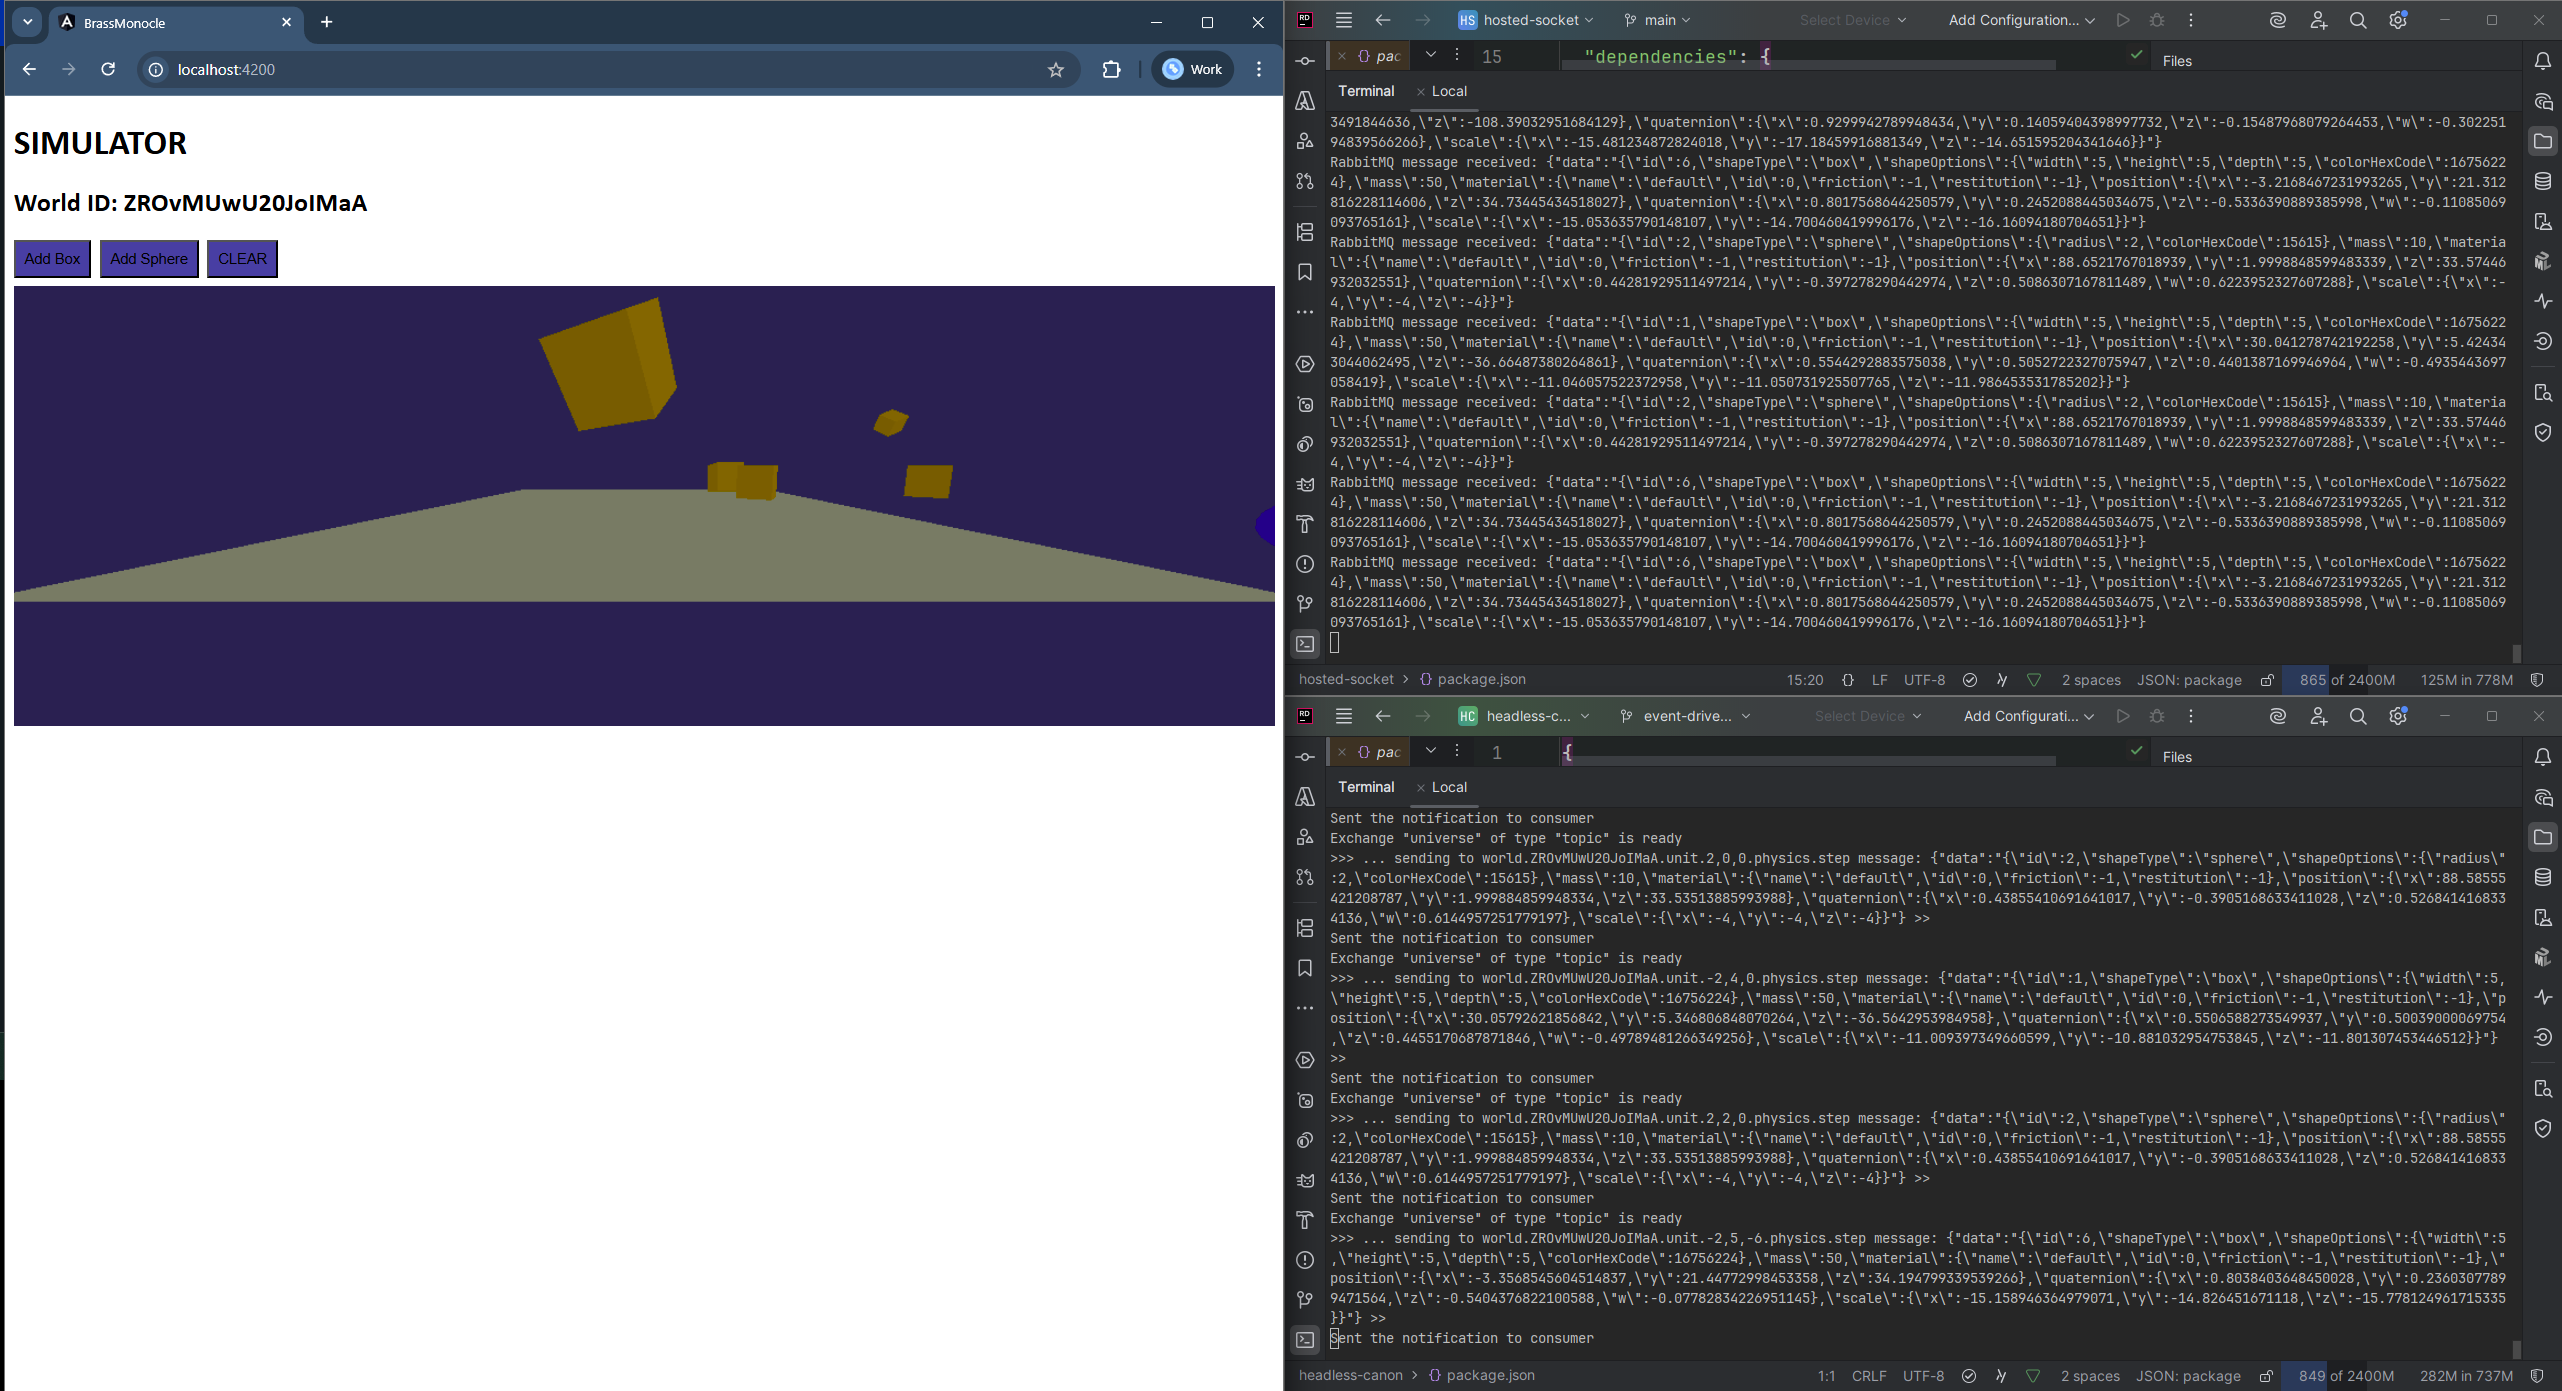 BrassMonocle
localhost:4200
Work
SIMULATOR
World ID: ZROvMUwU20JoIMaA
Add Box
Add Sphere
CLEAR
HS hosted-socket
main
Select Device
Add Configuration...
{} pac
15
"dependencies": {
Files
Terminal
Local
3491844636,\"z\":-108.39032951684129},\"quaternion\":{\"x\":0.9299942789948434,\"y\":0.14059404398997732,\"z\":-0.15487968079264453,\"w\":-0.302251
94839566266},\"scale\":{\"x\":-15.481234872824018,\"y\":-17.18459916881349,\"z\":-14.651595204341646}}"}
RabbitMQ message received: {"data":"{\"id\":6,\"shapeType\":\"box\",\"shapeOptions\":{\"width\":5,\"height\":5,\"depth\":5,\"colorHexCode\":1675622
4},\"mass\":50,\"material\":{\"name\":\"default\",\"id\":0,\"friction\":-1,\"restitution\":-1},\"position\":{\"x\":-3.2168467231993265,\"y\":21.312
816228114606,\"z\":34.73445434518027},\"quaternion\":{\"x\":0.8017568644250579,\"y\":0.2452088445034675,\"z\":-0.5336390889385998,\"w\":-0.11085069
093765161},\"scale\":{\"x\":-15.053635790148107,\"y\":-14.700460419996176,\"z\":-16.16094180704651}}"}
RabbitMQ message received: {"data":"{\"id\":2,\"shapeType\":\"sphere\",\"shapeOptions\":{\"radius\":2,\"colorHexCode\":15615},\"mass\":10,\"materia
l\":{\"name\":\"default\",\"id\":0,\"friction\":-1,\"restitution\":-1},\"position\":{\"x\":88.6521767018939,\"y\":1.9998848599483339,\"z\":33.57446
932032551},\"quaternion\":{\"x\":0.44281929511497214,\"y\":-0.397278290442974,\"z\":0.5086307167811489,\"w\":0.6223952327607288},\"scale\":{\"x\":-
4,\"y\":-4,\"z\":-4}}"}
RabbitMQ message received: {"data":"{\"id\":1,\"shapeType\":\"box\",\"shapeOptions\":{\"width\":5,\"height\":5,\"depth\":5,\"colorHexCode\":1675622
4},\"mass\":50,\"material\":{\"name\":\"default\",\"id\":0,\"friction\":-1,\"restitution\":-1},\"position\":{\"x\":30.041278742192258,\"y\":5.42434
3044062495,\"z\":-36.66487380264861},\"quaternion\":{\"x\":0.5544292883575038,\"y\":0.5052722327075947,\"z\":0.4401387169946964,\"w\":-0.4935443697
058419},\"scale\":{\"x\":-11.046057522372958,\"y\":-11.050731925507765,\"z\":-11.986453531785202}}"}
RabbitMQ message received: {"data":"{\"id\":2,\"shapeType\":\"sphere\",\"shapeOptions\":{\"radius\":2,\"colorHexCode\":15615},\"mass\":10,\"materia
l\":{\"name\":\"default\",\"id\":0,\"friction\":-1,\"restitution\":-1},\"position\":{\"x\":88.6521767018939,\"y\":1.9998848599483339,\"z\":33.57446
932032551},\"quaternion\":{\"x\":0.44281929511497214,\"y\":-0.397278290442974,\"z\":0.5086307167811489,\"w\":0.6223952327607288},\"scale\":{\"x\":-
4,\"y\":-4,\"z\":-4}}"}
RabbitMQ message received: {"data":"{\"id\":6,\"shapeType\":\"box\",\"shapeOptions\":{\"width\":5,\"height\":5,\"depth\":5,\"colorHexCode\":1675622
4},\"mass\":50,\"material\":{\"name\":\"default\",\"id\":0,\"friction\":-1,\"restitution\":-1},\"position\":{\"x\":-3.2168467231993265,\"y\":21.312
816228114606,\"z\":34.73445434518027},\"quaternion\":{\"x\":0.8017568644250579,\"y\":0.2452088445034675,\"z\":-0.5336390889385998,\"w\":-0.11085069
093765161},\"scale\":{\"x\":-15.053635790148107,\"y\":-14.700460419996176,\"z\":-16.16094180704651}}"}
RabbitMQ message received: {"data":"{\"id\":6,\"shapeType\":\"box\",\"shapeOptions\":{\"width\":5,\"height\":5,\"depth\":5,\"colorHexCode\":1675622
4},\"mass\":50,\"material\":{\"name\":\"default\",\"id\":0,\"friction\":-1,\"restitution\":-1},\"position\":{\"x\":-3.2168467231993265,\"y\":21.312
816228114606,\"z\":34.73445434518027},\"quaternion\":{\"x\":0.8017568644250579,\"y\":0.2452088445034675,\"z\":-0.5336390889385998,\"w\":-0.11085069
093765161},\"scale\":{\"x\":-15.053635790148107,\"y\":-14.700460419996176,\"z\":-16.16094180704651}}"}
hosted-socket > {} package.json
15:20 {} LF UTF-8 2 spaces JSON: package 865 of 2400M 125M in 778M
HC headless-c...
event-drive...
Select Device
Add Configurati...
{} pac
1
{
Files
Terminal
Local
Sent the notification to consumer
Exchange "universe" of type "topic" is ready
>>> ... sending to world.ZROvMUwU20JoIMaA.unit.2,0,0.physics.step message: {"data":"{\"id\":2,\"shapeType\":\"sphere\",\"shapeOptions\":{\"radius\"
:2,\"colorHexCode\":15615},\"mass\":10,\"material\":{\"name\":\"default\",\"id\":0,\"friction\":-1,\"restitution\":-1},\"position\":{\"x\":88.58555
421208787,\"y\":1.999884859948334,\"z\":33.53513885993988},\"quaternion\":{\"x\":0.43855410691641017,\"y\":-0.3905168633411028,\"z\":0.526841416833
4136,\"w\":0.6144957251779197},\"scale\":{\"x\":-4,\"y\":-4,\"z\":-4}}"} >>
Sent the notification to consumer
Exchange "universe" of type "topic" is ready
>>> ... sending to world.ZROvMUwU20JoIMaA.unit.-2,4,0.physics.step message: {"data":"{\"id\":1,\"shapeType\":\"box\",\"shapeOptions\":{\"width\":5,
\"height\":5,\"depth\":5,\"colorHexCode\":16756224},\"mass\":50,\"material\":{\"name\":\"default\",\"id\":0,\"friction\":-1,\"restitution\":-1},\"p
osition\":{\"x\":30.05792621856842,\"y\":5.346806848070264,\"z\":-36.5642953984958},\"quaternion\":{\"x\":0.5506588273549937,\"y\":0.50039000069754
,\"z\":0.4455170687871846,\"w\":-0.49789481266349256},\"scale\":{\"x\":-11.009397349660599,\"y\":-10.881032954753845,\"z\":-11.801307453446512}}"}
>>
Sent the notification to consumer
Exchange "universe" of type "topic" is ready
>>> ... sending to world.ZROvMUwU20JoIMaA.unit.2,2,0.physics.step message: {"data":"{\"id\":2,\"shapeType\":\"sphere\",\"shapeOptions\":{\"radius\"
:2,\"colorHexCode\":15615},\"mass\":10,\"material\":{\"name\":\"default\",\"id\":0,\"friction\":-1,\"restitution\":-1},\"position\":{\"x\":88.58555
421208787,\"y\":1.999884859948334,\"z\":33.53513885993988},\"quaternion\":{\"x\":0.43855410691641017,\"y\":-0.3905168633411028,\"z\":0.526841416833
4136,\"w\":0.6144957251779197},\"scale\":{\"x\":-4,\"y\":-4,\"z\":-4}}"} >>
Sent the notification to consumer
Exchange "universe" of type "topic" is ready
>>> ... sending to world.ZROvMUwU20JoIMaA.unit.-2,5,-6.physics.step message: {"data":"{\"id\":6,\"shapeType\":\"box\",\"shapeOptions\":{\"width\":5
,\"height\":5,\"depth\":5,\"colorHexCode\":16756224},\"mass\":50,\"material\":{\"name\":\"default\",\"id\":0,\"friction\":-1,\"restitution\":-1},\"
position\":{\"x\":-3.3568545604514837,\"y\":21.44772998453358,\"z\":34.194799339539266},\"quaternion\":{\"x\":0.8038403648450028,\"y\":0.2360307789
9471564,\"z\":-0.5404376822100588,\"w\":-0.07782834226951145},\"scale\":{\"x\":-15.158946364979071,\"y\":-14.826451671118,\"z\":-15.778124961715335
}}"} >>
Sent the notification to consumer
headless-canon > {} package.json
1:1 CRLF UTF-8 2 spaces JSON: package 849 of 2400M 282M in 737M